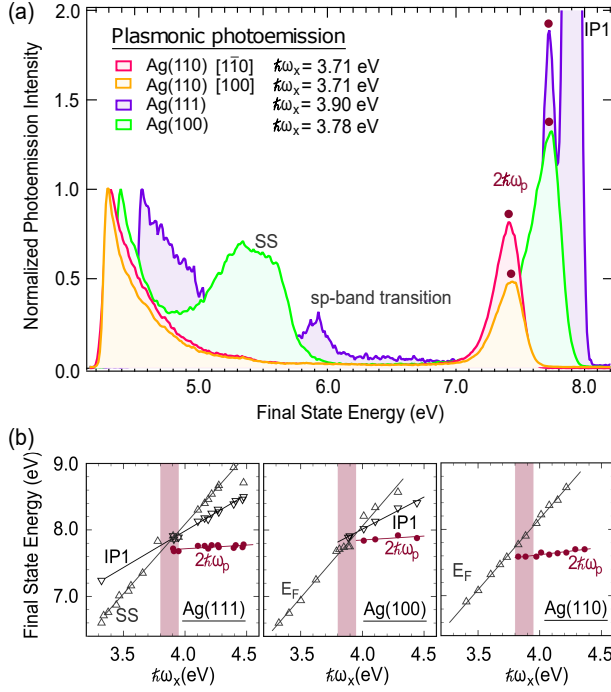 (a)
Plasmonic photoemission
Ag(110) [11̄0] ℏωx = 3.71 eV
Ag(110) [100] ℏωx = 3.71 eV
Ag(111) ℏωx = 3.90 eV
Ag(100) ℏωx = 3.78 eV
IP1
2ℏωp
SS
sp-band transition
Normalized Photoemission Intensity
2.0
1.5
1.0
0.5
0.0
5.0 6.0 7.0 8.0
Final State Energy (eV)
(b)
Final State Energy (eV)
9.0
8.0
7.0
IP1
SS
2ℏωp
Ag(111)
3.5 4.0 4.5
ℏωx(eV)
IP1
EF
2ℏωp
Ag(100)
3.5 4.0 4.5
ℏωx(eV)
EF
2ℏωp
Ag(110)
3.5 4.0 4.5
ℏωx(eV)